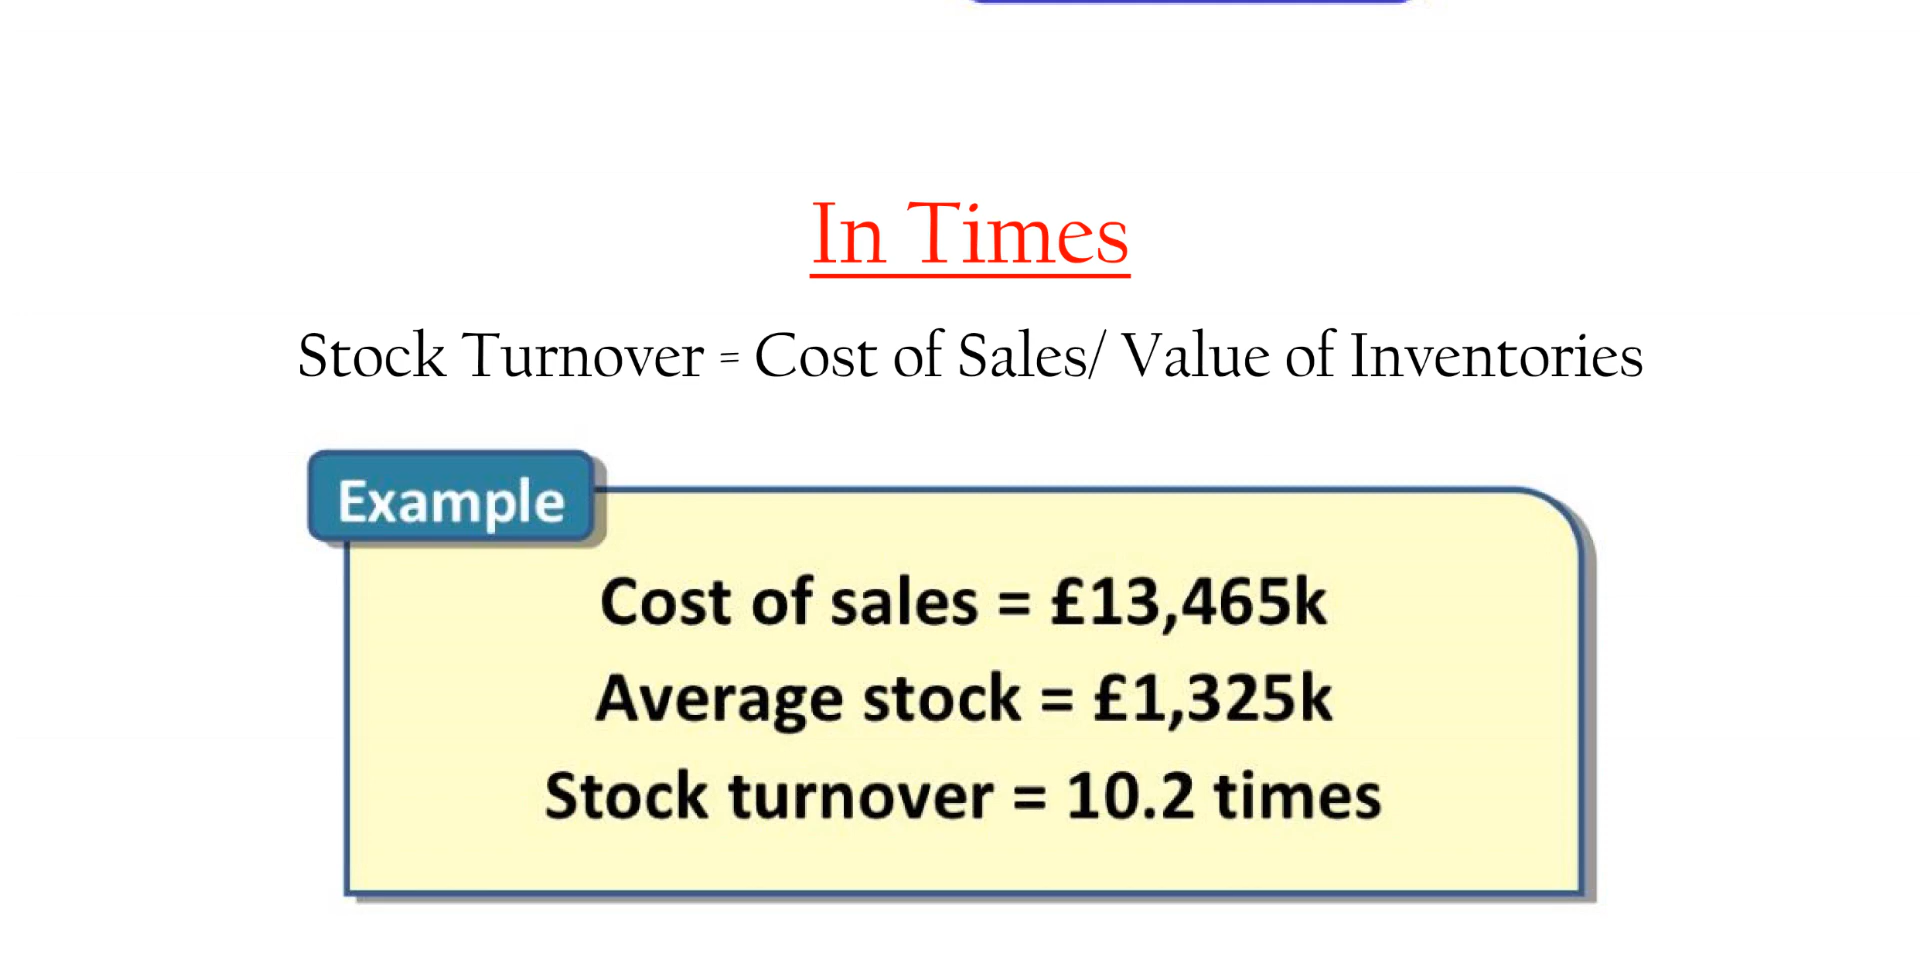 In Times
Stock Turnover = Cost of Sales/ Value of Inventories
Example
Cost of sales = £13,465k
Average stock = £1,325k
Stock turnover = 10.2 times